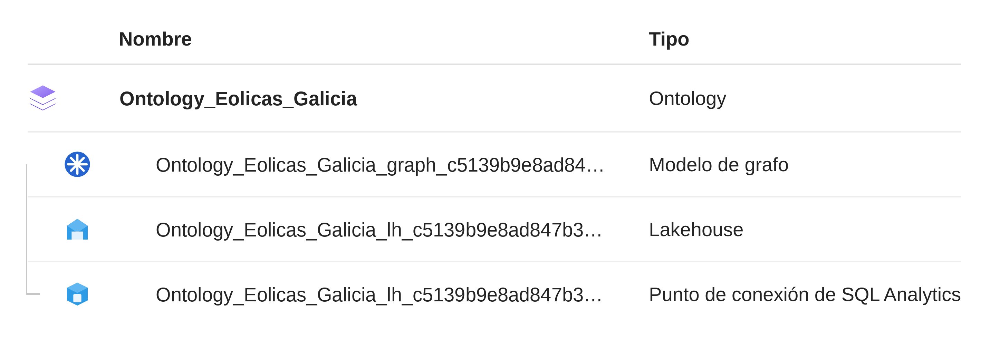 Nombre Tipo
Ontology_Eolicas_Galicia Ontology
Ontology_Eolicas_Galicia_graph_c5139b9e8ad84… Modelo de grafo
Ontology_Eolicas_Galicia_lh_c5139b9e8ad847b3… Lakehouse
Ontology_Eolicas_Galicia_lh_c5139b9e8ad847b3… Punto de conexión de SQL Analytics